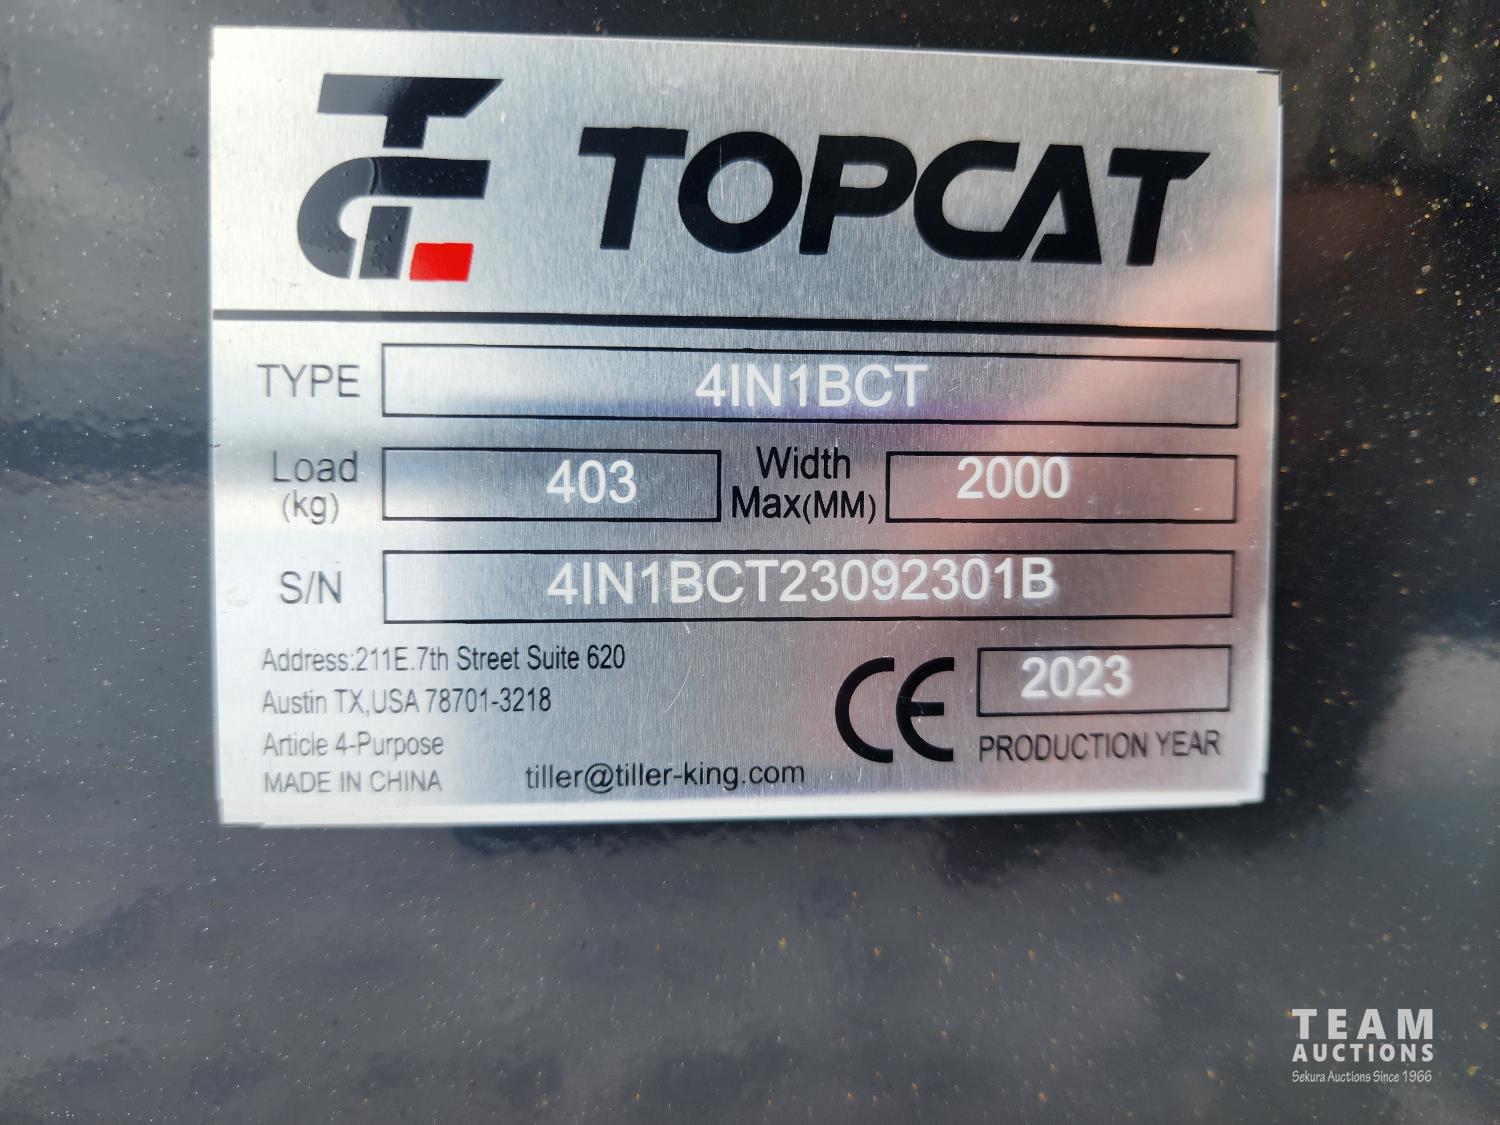 TOPCAT
TYPE 4IN1BCT
Load (kg) 403 Width Max(MM) 2000
S/N 4IN1BCT23092301B
Address:211E.7th Street Suite 620
Austin TX,USA 78701-3218
Article 4-Purpose
MADE IN CHINA
tiller@tiller-king.com
CE
2023
PRODUCTION YEAR
TEAM
AUCTIONS
Sekura Auctions Since 1966